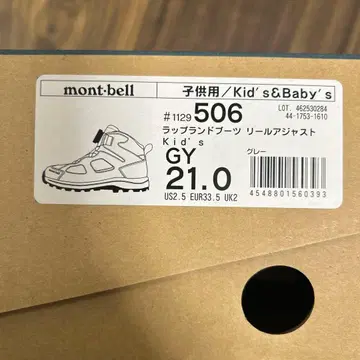 mont-bell
子供用/Kid's&Baby's
#1129 506
LOT. 462530284
44-1753-1610
ラップランドブーツ リールアジャスト
Kid's
GY
グレー
21.0
US2.5 EUR33.5 UK2
4548801560393